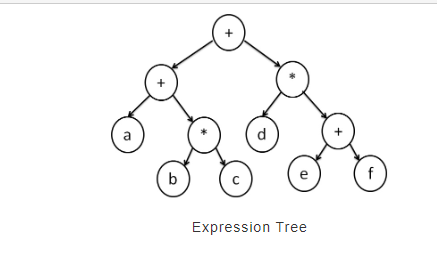 +
+ *
a * d +
b c e f
Expression Tree